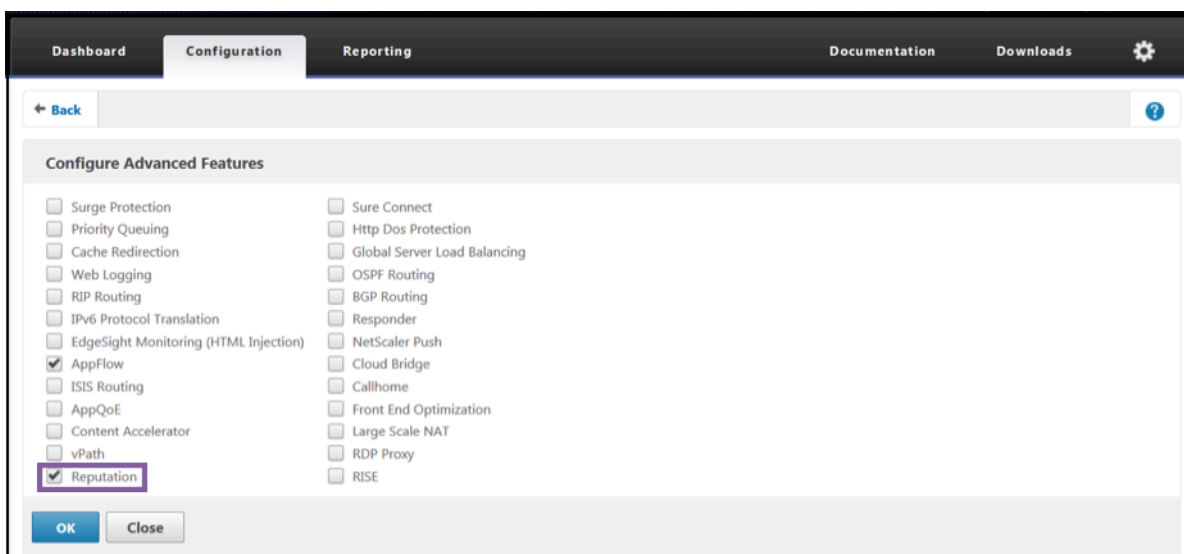 Dashboard
Configuration
Reporting
Documentation
Downloads
Back
?
Configure Advanced Features
Surge Protection
Priority Queuing
Cache Redirection
Web Logging
RIP Routing
IPv6 Protocol Translation
EdgeSight Monitoring (HTML Injection)
AppFlow
ISIS Routing
AppQoE
Content Accelerator
vPath
Reputation
Sure Connect
Http Dos Protection
Global Server Load Balancing
OSPF Routing
BGP Routing
Responder
NetScaler Push
Cloud Bridge
Callhome
Front End Optimization
Large Scale NAT
RDP Proxy
RISE
OK
Close